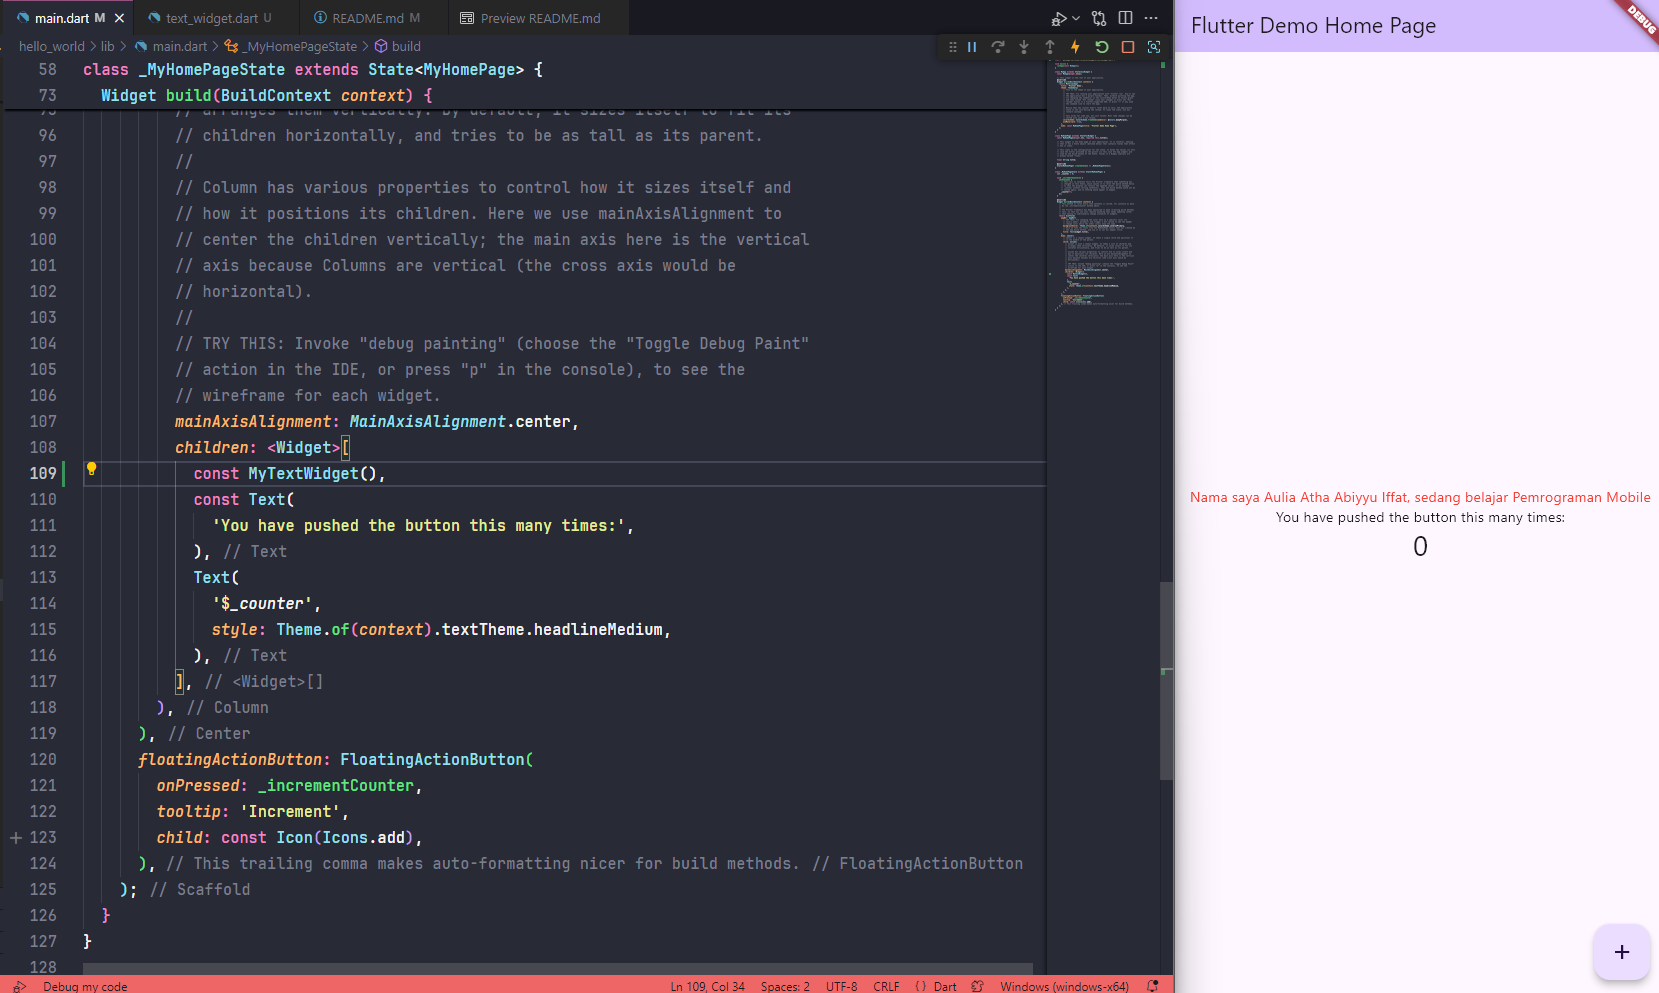 main.dart M
text_widget.dart U
README.md M
Preview README.md
hello_world > lib > main.dart > _MyHomePageState > build
58 class _MyHomePageState extends State<MyHomePage> {
73 Widget build(BuildContext context) {
95 // arranges them vertically. By default, it sizes itself to fit its
96 // children horizontally, and tries to be as tall as its parent.
97 //
98 // Column has various properties to control how it sizes itself and
99 // how it positions its children. Here we use mainAxisAlignment to
100 // center the children vertically; the main axis here is the vertical
101 // axis because Columns are vertical (the cross axis would be
102 // horizontal).
103 //
104 // TRY THIS: Invoke "debug painting" (choose the "Toggle Debug Paint"
105 // action in the IDE, or press "p" in the console), to see the
106 // wireframe for each widget.
107 mainAxisAlignment: MainAxisAlignment.center,
108 children: <Widget>[
109 const MyTextWidget(),
110 const Text(
111 'You have pushed the button this many times:',
112 ), // Text
113 Text(
114 '$_counter',
115 style: Theme.of(context).textTheme.headlineMedium,
116 ), // Text
117 ], // <Widget>[]
118 ), // Column
119 ), // Center
120 floatingActionButton: FloatingActionButton(
121 onPressed: _incrementCounter,
122 tooltip: 'Increment',
123 child: const Icon(Icons.add),
124 ), // This trailing comma makes auto-formatting nicer for build methods. // FloatingActionButton
125 ); // Scaffold
126 }
127 }
128
Debug my code
Ln 109, Col 34 Spaces: 2 UTF-8 CRLF {} Dart Windows (windows-x64)
Flutter Demo Home Page
DEBUG
Nama saya Aulia Atha Abiyyu Iffat, sedang belajar Pemrograman Mobile
You have pushed the button this many times:
0
+